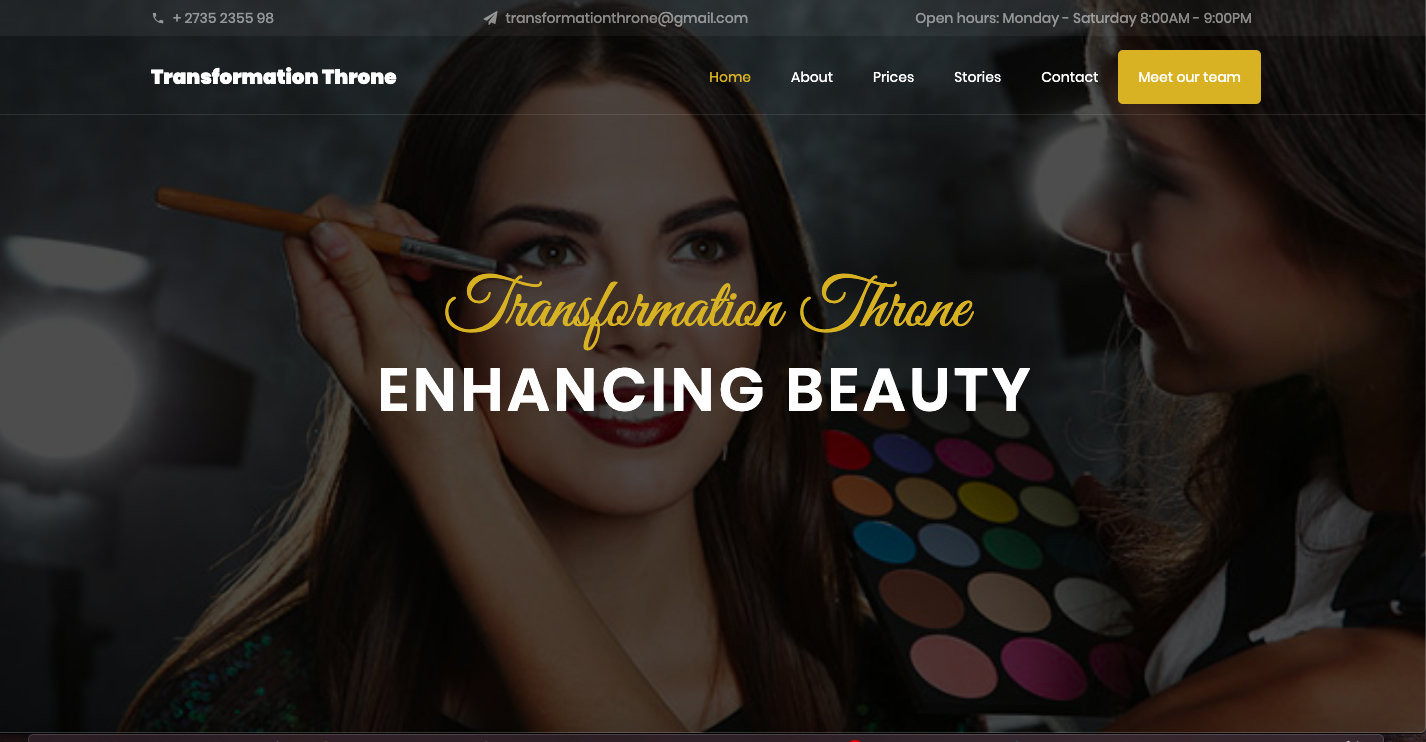 + 2735 2355 98
transformationthrone@gmail.com
Open hours: Monday - Saturday 8:00AM - 9:00PM
Transformation Throne
Home
About
Prices
Stories
Contact
Meet our team
Transformation Throne
ENHANCING BEAUTY